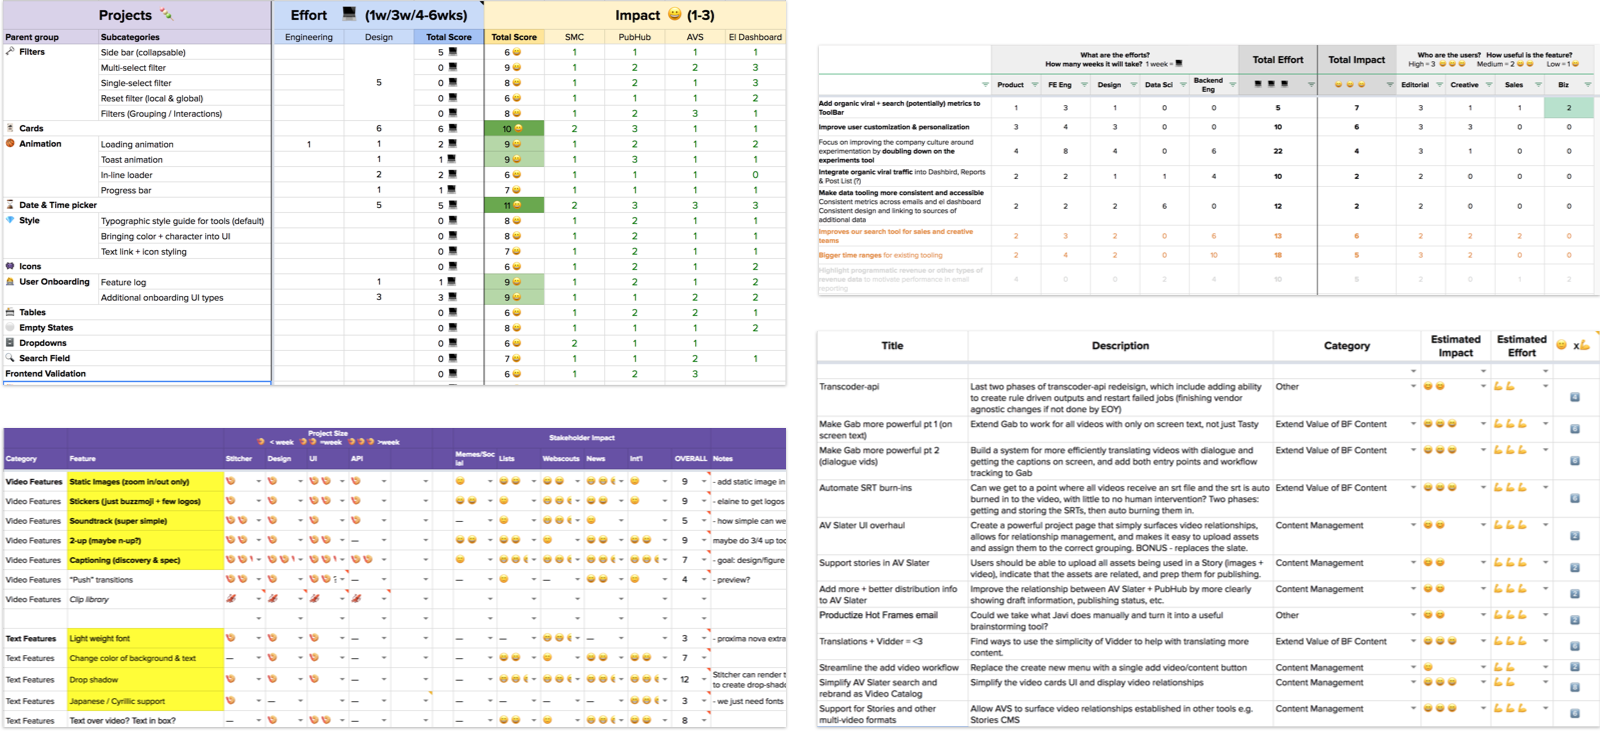 Projects Effort (1w/3w/4-6wks) Impact (1-3)
Parent group Subcategories Engineering Design Total Score Total Score SMC PubHub AVS El Dashboard
Filters Side bar (collapsable) 5 6 1 1 1 1
Multi-select filter 0 9 1 2 2 3
Single-select filter 5 0 8 1 2 1 3
Reset filter (local & global) 0 6 1 1 1 2
Filters (Grouping / Interactions) 0 8 1 2 3 1
Cards 6 6 10 2 3 1 1
Animation Loading animation 1 1 2 9 1 2 1 2
Toast animation 1 1 9 1 3 1 1
In-line loader 2 2 6 1 1 1 0
Progress bar 1 1 7 1 1 1 1
Date & Time picker 5 5 11 2 3 3 3
Style Typographic style guide for tools (default) 0 8 1 2 1 1
Bringing color + character into UI 0 8 1 2 1 1
Text link + icon styling 0 7 1 1 1 1
Icons 0 6 1 1 1 2
User Onboarding Feature log 1 1 9 1 2 1 2
Additional onboarding UI types 3 3 9 1 1 2 2
Tables 0 6 1 2 2 1
Empty States 0 8 1 1 1 2
Dropdowns 0 6 2 1 1
Search Field 0 7 1 1 2 1
Frontend Validation 0 6 1 2 3
What are the efforts? Total Effort Total Impact Who are the users? How useful is the feature?
How many weeks it will take? 1 week = High = 3 Medium = 2 Low = 1
Product FE Eng Design Data Sci Backend Eng Editorial Creative Sales Biz
Add organic viral + search (potentially) metrics to
ToolBar 1 3 1 0 0 5 7 3 1 1 2
Improve user customization & personalization 3 4 3 0 0 10 6 3 3 0 0
Focus on improving the company culture around
experimentation by doubling down on the
experiments tool 4 8 4 0 6 22 4 3 1 0 0
Integrate organic viral traffic into Dashbird, Reports
& Post List (?) 2 2 1 1 4 10 2 2 0 0 0
Make data tooling more consistent and accessible
Consistent metrics across emails and el dashboard
Consistent design and linking to sources of
additional data 2 2 2 6 0 12 2 2 0 0 0
Improves our search tool for sales and creative
teams 2 3 2 0 6 13 6 2 2 2 0
Bigger time ranges for existing tooling 2 4 2 0 10 18 5 3 2 0 0
Highlight programmatic revenue or other types of
revenue data to motivate performance in email
reporting 4 0 0 2 4 10 5 2 0 1 2
Project Size Stakeholder Impact
< week =week >week
Category Feature Stitcher Design UI API Memes/Soc ial Lists Webscouts News Int'l OVERALL Notes
Video Features Static Images (zoom in/out only) 9 - add static image in
Video Features Stickers (just buzzmoji + few logos) 9 - elaine to get logos
Video Features Soundtrack (super simple) — 5 - how simple can we
Video Features 2-up (maybe n-up?) — 9 maybe do 3/4 up too
Video Features Captioning (discovery & spec) 7 - goal: design/figure
Video Features "Push" transitions — — — — 4 - preview?
Video Features Clip library
Text Features Light weight font — — — — — 3 - proxima nova extra
Text Features Change color of background & text — — — 7
Text Features Drop shadow — — 12 Stitcher can render t
to create drop-shado
Text Features Japanese / Cyrillic support — — — — 3 - we just need fonts
Text Features Text over video? Text in box? — — — 8
Title Description Category Estimated Impact Estimated Effort x
Transcoder-api Last two phases of transcoder-api redeisign, which include adding ability Other 4
to create rule driven outputs and restart failed jobs (finishing vendor
agnostic changes if not done by EOY)
Make Gab more powerful pt 1 (on Extend Gab to work for all videos with only on screen text, not just Tasty Extend Value of BF Content 6
screen text)
Make Gab more powerful pt 2 Build a system for more efficiently translating videos with dialogue and Extend Value of BF Content 6
(dialogue vids) getting the captions on screen, and add both entry points and workflow
tracking to Gab
Automate SRT burn-ins Can we get to a point where all videos receive an srt file and the srt is auto Extend Value of BF Content 6
burned in to the video, with little to no human intervention? Two phases:
getting and storing the SRTs, then auto burning them in.
AV Slater UI overhaul Create a powerful project page that simply surfaces video relationships, Content Management 2
allows for relationship management, and makes it easy to upload assets
and assign them to the correct grouping. BONUS - replaces the slate.
Support stories in AV Slater Users should be able to upload all assets being used in a Story (images + Content Management 2
video), indicate that the assets are related, and prep them for publishing.
Add more + better distribution info Improve the relationship between AV Slater + PubHub by more clearly Content Management 2
to AV Slater showing draft information, publishing status, etc.
Productize Hot Frames email Could we take what Javi does manually and turn it into a useful Other 2
brainstorming tool?
Translations + Vidder = <3 Find ways to use the simplicity of Vidder to help with translating more Extend Value of BF Content 6
content.
Streamline the add video workflow Replace the create new menu with a single add video/content button Content Management 2
Simplify AV Slater search and Simplify the video cards UI and display video relationships Content Management 6
rebrand as Video Catalog
Support for Stories and other Allow AVS to surface video relationships established in other tools e.g. Content Management 6
multi-video formats Stories CMS